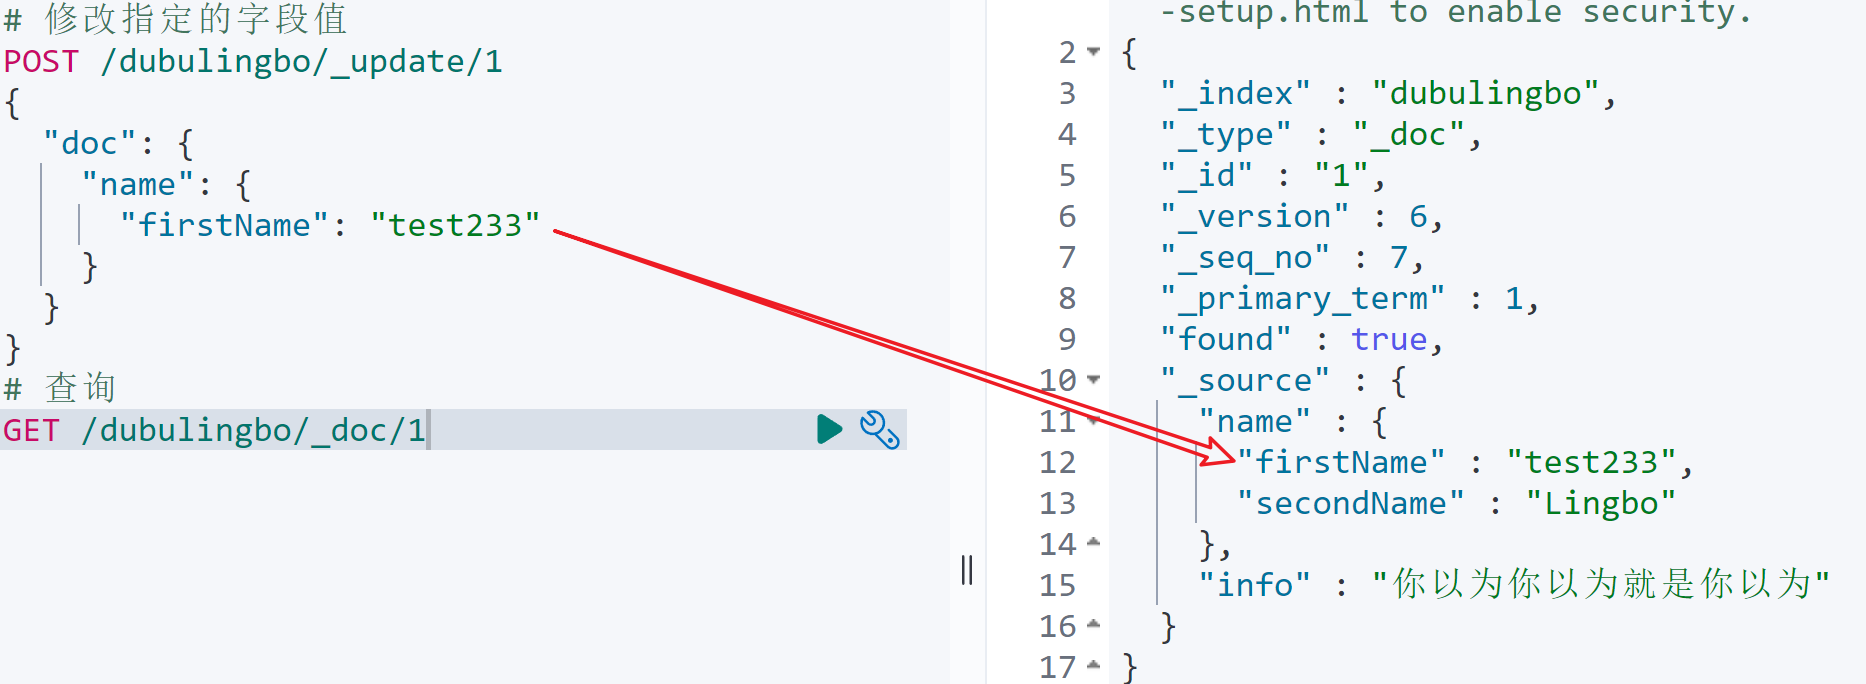 # 修改指定的字段值
POST /dubulingbo/_update/1
{
"doc": {
"name": {
"firstName": "test233"
}
}
}
# 查询
GET /dubulingbo/_doc/1
-setup.html to enable security.
2 {
3 "_index" : "dubulingbo",
4 "_type" : "_doc",
5 "_id" : "1",
6 "_version" : 6,
7 "_seq_no" : 7,
8 "_primary_term" : 1,
9 "found" : true,
10 "_source" : {
11 "name" : {
12 "firstName" : "test233",
13 "secondName" : "Lingbo"
14 },
15 "info" : "你以为你以为就是你以为"
16 }
17 }